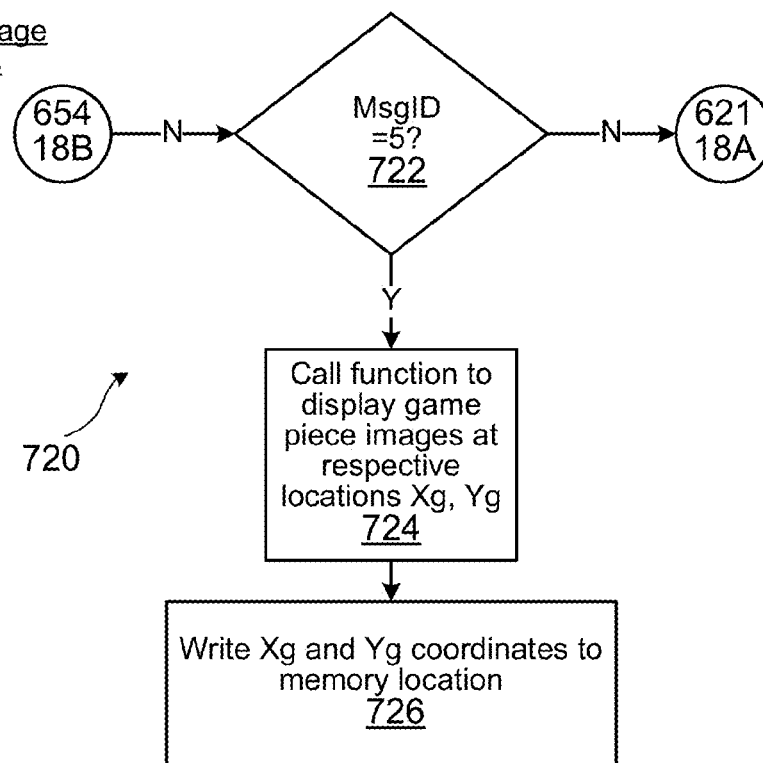 654
18B
N
MsgID
=5?
722
N
621
18A
Y
720
Call function to
display game
piece images at
respective
locations Xg, Yg
724
Write Xg and Yg coordinates to
memory location
726